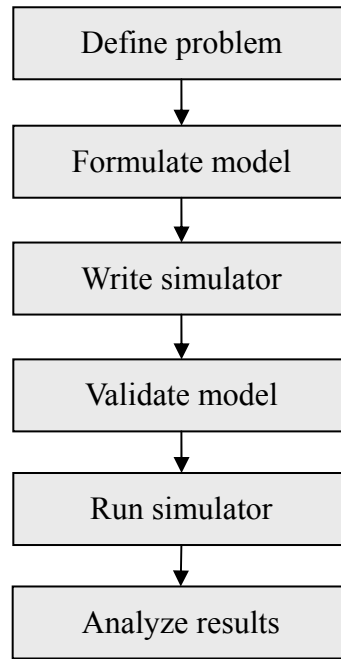 Define problem
Formulate model
Write simulator
Validate model
Run simulator
Analyze results